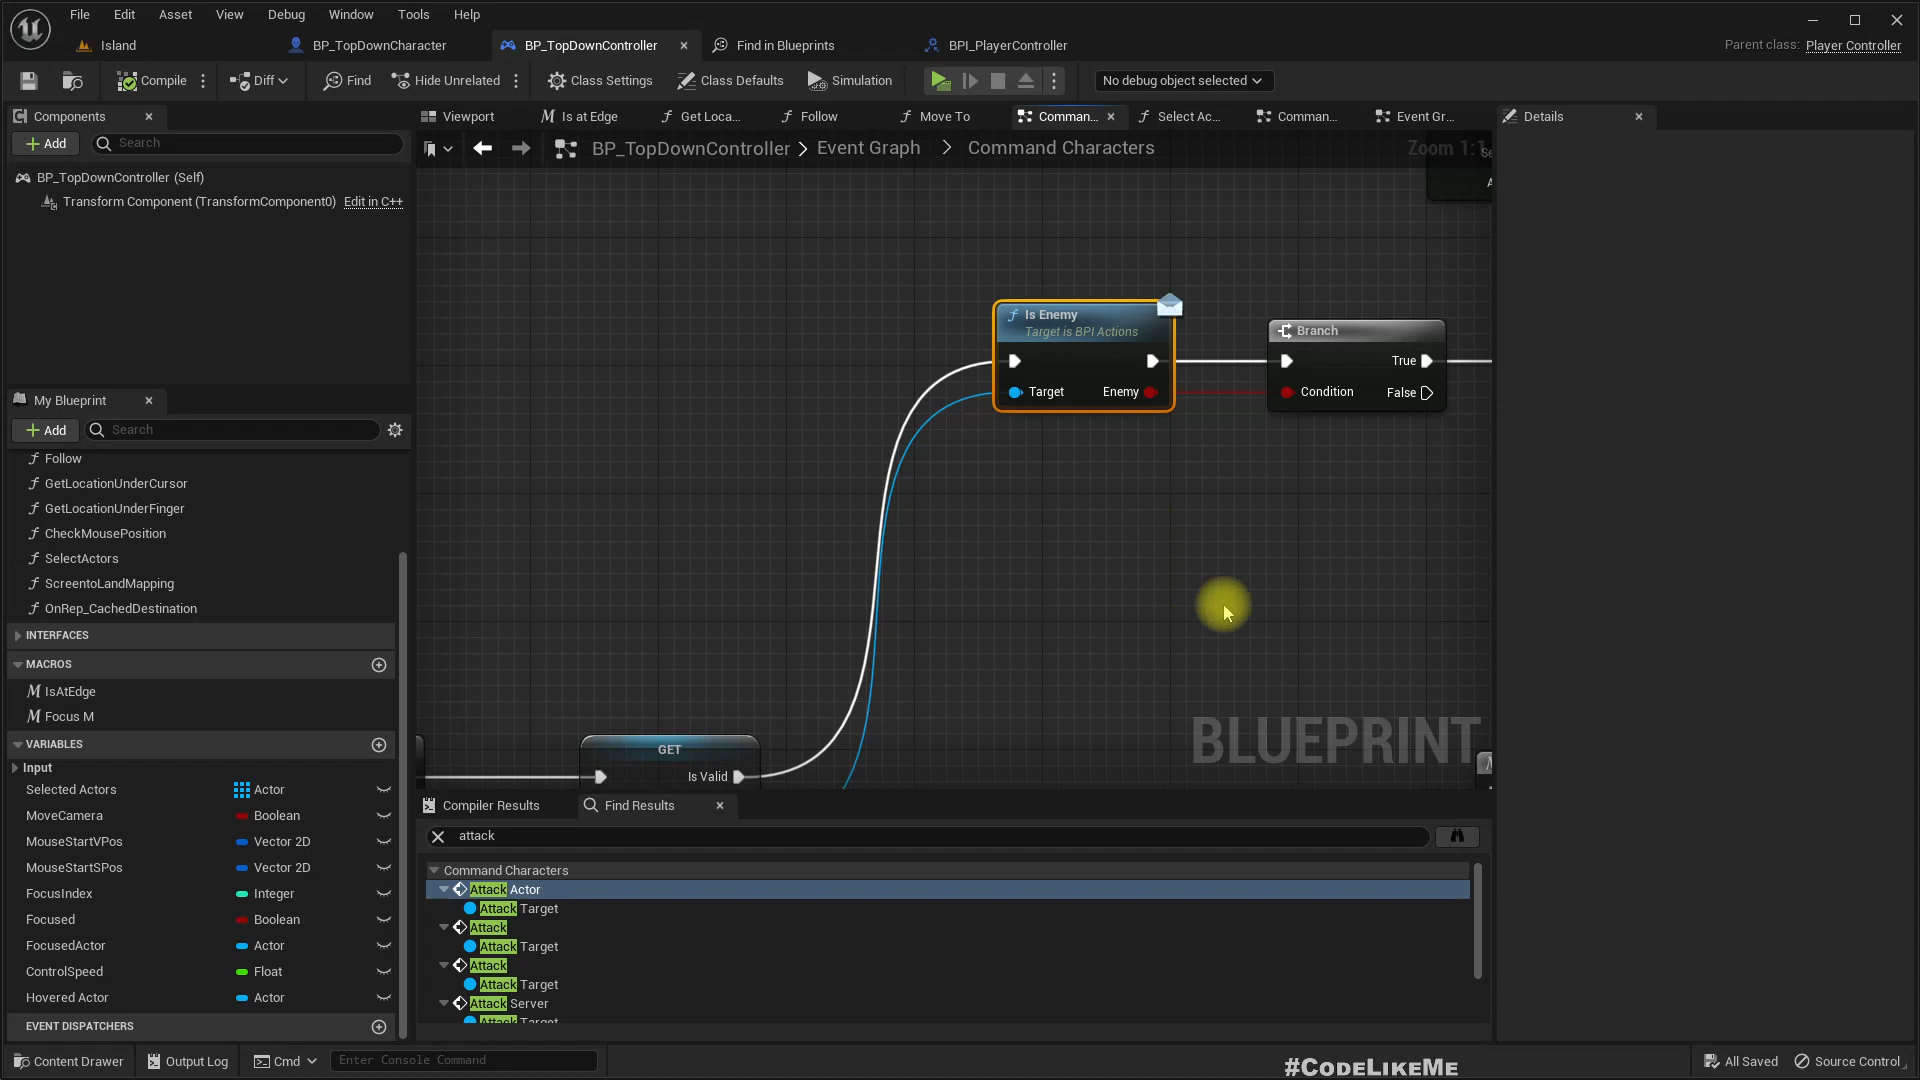 File Edit Asset View Debug Window Tools Help
Island BP_TopDownCharacter BP_TopDownController Find in Blueprints BPI_PlayerController Parent class: Player Controller
Compile Diff Find Hide Unrelated Class Settings Class Defaults Simulation No debug object selected
Components
Add Search
BP_TopDownController (Self)
Transform Component (TransformComponent0) Edit in C++
My Blueprint
Add Search
Follow
GetLocationUnderCursor
GetLocationUnderFinger
CheckMousePosition
SelectActors
ScreentoLandMapping
OnRep_CachedDestination
INTERFACES
MACROS
IsAtEdge
Focus M
VARIABLES
Input
Selected Actors Actor
MoveCamera Boolean
MouseStartVPos Vector 2D
MouseStartSPos Vector 2D
FocusIndex Integer
Focused Boolean
FocusedActor Actor
ControlSpeed Float
Hovered Actor Actor
EVENT DISPATCHERS
Viewport Is at Edge Get Loca... Follow Move To Comman... Select Ac... Comman... Event Gr...
BP_TopDownController > Event Graph > Command Characters Zoom 1:1
Is Enemy
Target is BPI Actions
Target Enemy
Branch
True
Condition False
GET
Is Valid
BLUEPRINT
Compiler Results Find Results
attack
Command Characters
Attack Actor
Attack Target
Attack
Attack Target
Attack
Attack Target
Attack Server
Attack Target
Details
Content Drawer Output Log Cmd Enter Console Command
#CodeLikeMe
All Saved Source Control